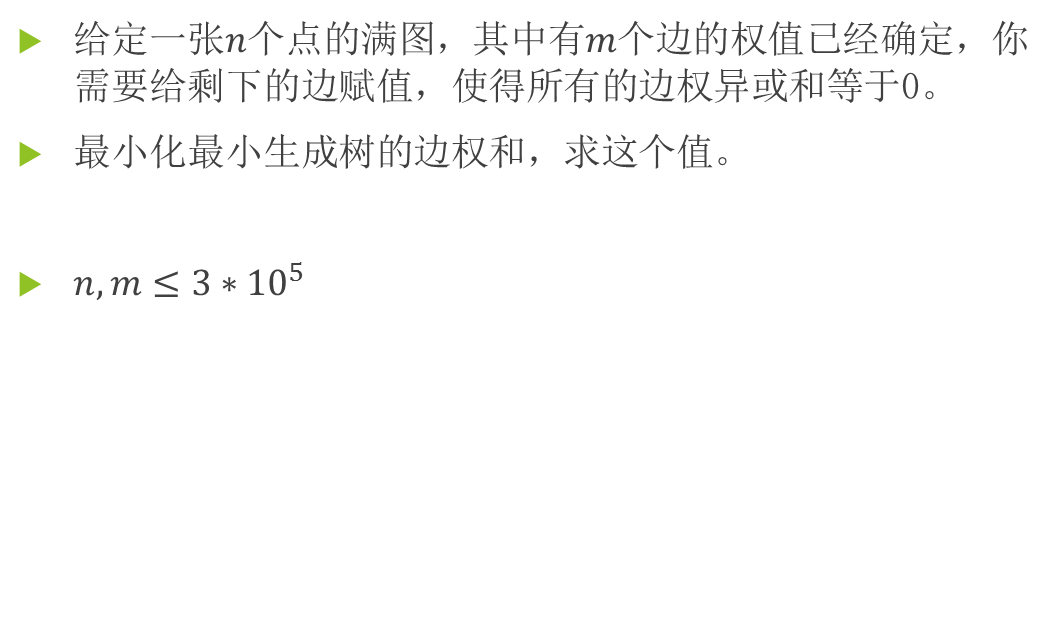 给定一张n个点的满图，其中有m个边的权值已经确定，你
需要给剩下的边赋值，使得所有的边权异或和等于0。
最小化最小生成树的边权和，求这个值。
n, m ≤ 3 * 10⁵